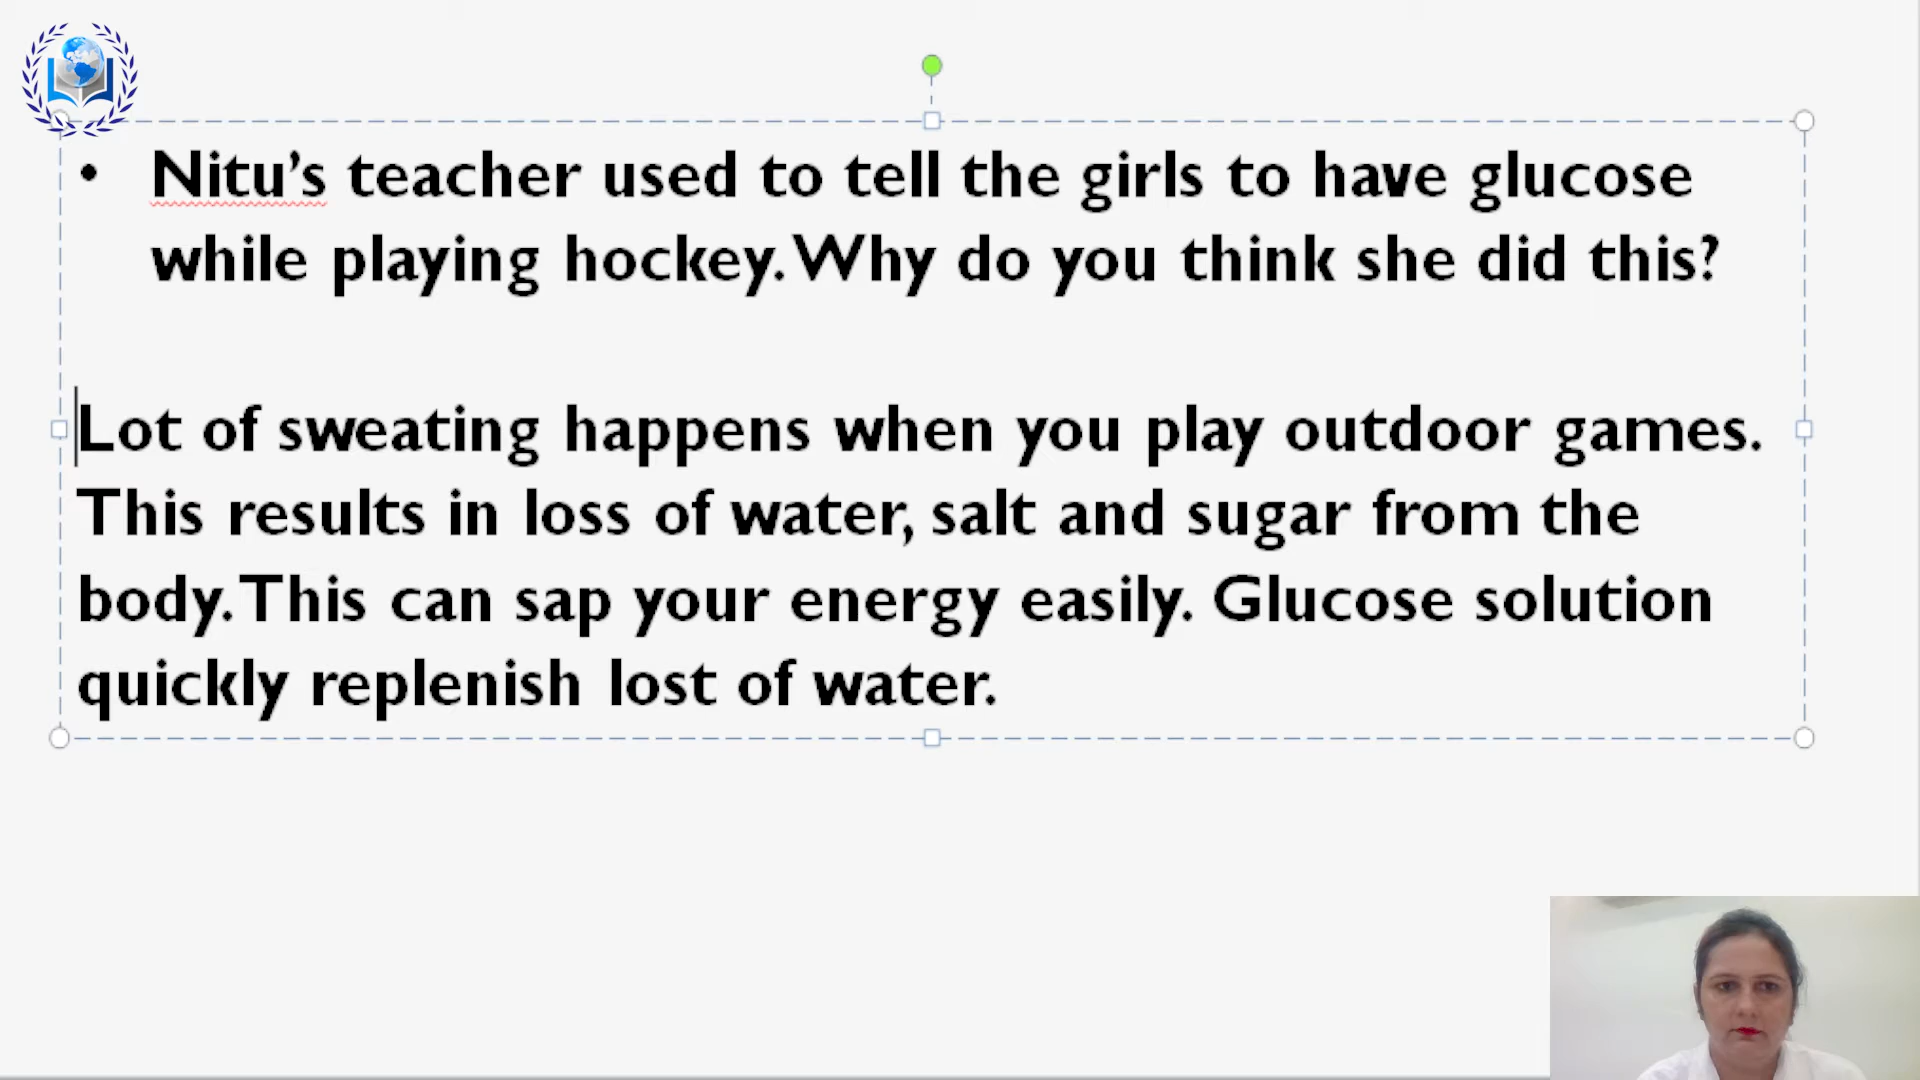 • Nitu’s teacher used to tell the girls to have glucose
while playing hockey. Why do you think she did this?
Lot of sweating happens when you play outdoor games.
This results in loss of water, salt and sugar from the
body. This can sap your energy easily. Glucose solution
quickly replenish lost of water.